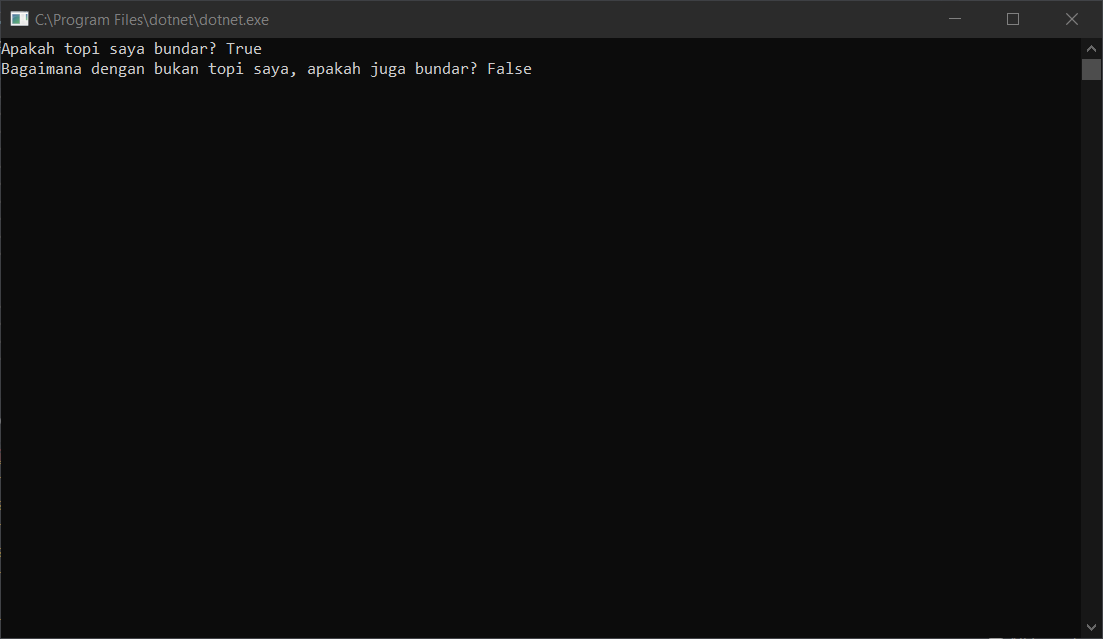 C:\Program Files\dotnet\dotnet.exe
Apakah topi saya bundar? True
Bagaimana dengan bukan topi saya, apakah juga bundar? False